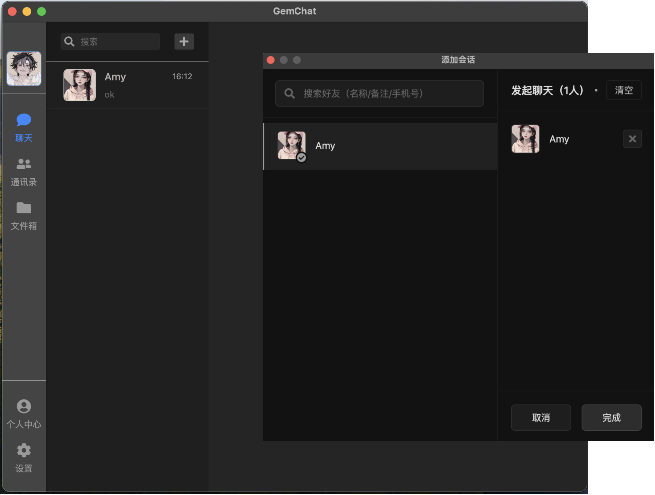 GemChat
搜索
Amy
16:12
ok
聊天
通讯录
文件箱
个人中心
设置
添加会话
搜索好友（名称/备注/手机号）
Amy
发起聊天（1人）
清空
Amy
取消
完成